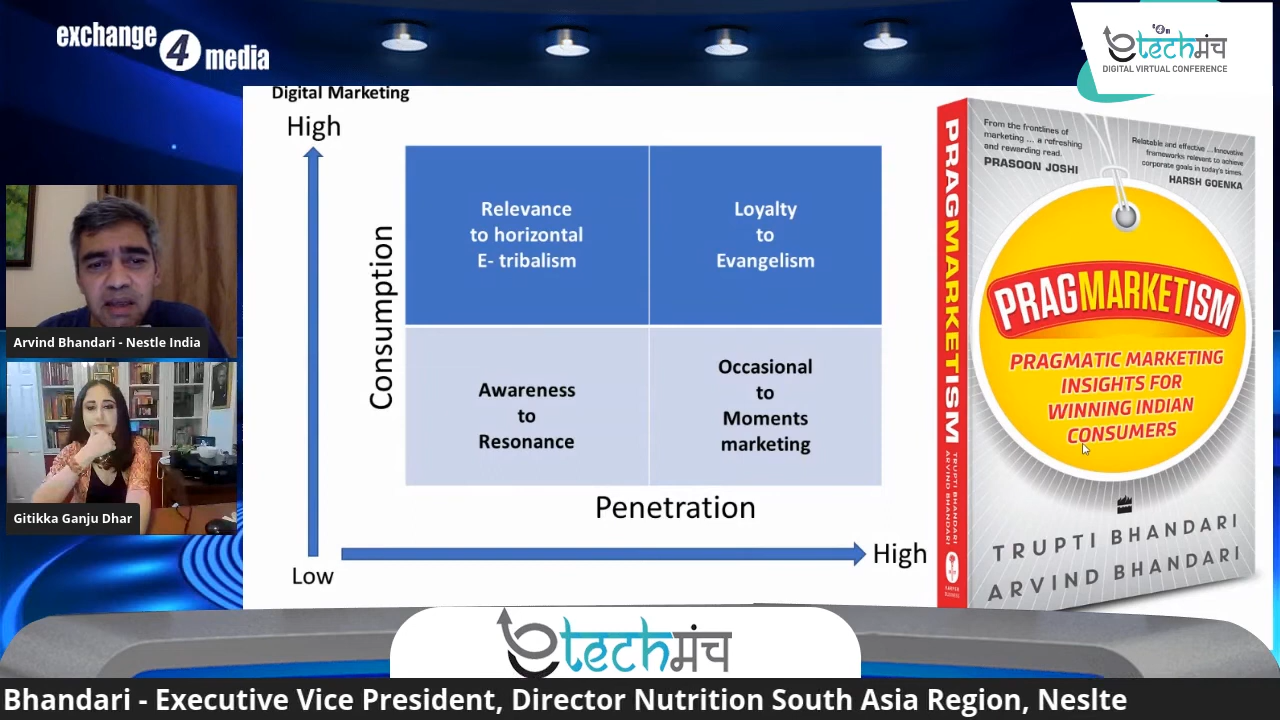 exchange
4
media
e4m
techमंच
DIGITAL VIRTUAL CONFERENCE
Digital Marketing
High
Consumption
Relevance
to horizontal
E- tribalism
Loyalty
to
Evangelism
Awareness
to
Resonance
Occasional
to
Moments
marketing
Penetration
High
Low
PRAGMARKETISM
TRUPTI BHANDARI
ARVIND BHANDARI
From the frontlines of
marketing ... a refreshing
and rewarding read.
PRASOON JOSHI
Relatable and effective ...Innovative
frameworks relevant to achieve
corporate goals in today's times.
HARSH GOENKA
PRAGMARKETISM
PRAGMATIC MARKETING
INSIGHTS FOR
WINNING INDIAN
CONSUMERS
TRUPTI BHANDARI
ARVIND BHANDARI
Arvind Bhandari - Nestle India
Gitikka Ganju Dhar
techमंच
Bhandari - Executive Vice President, Director Nutrition South Asia Region, Neslte